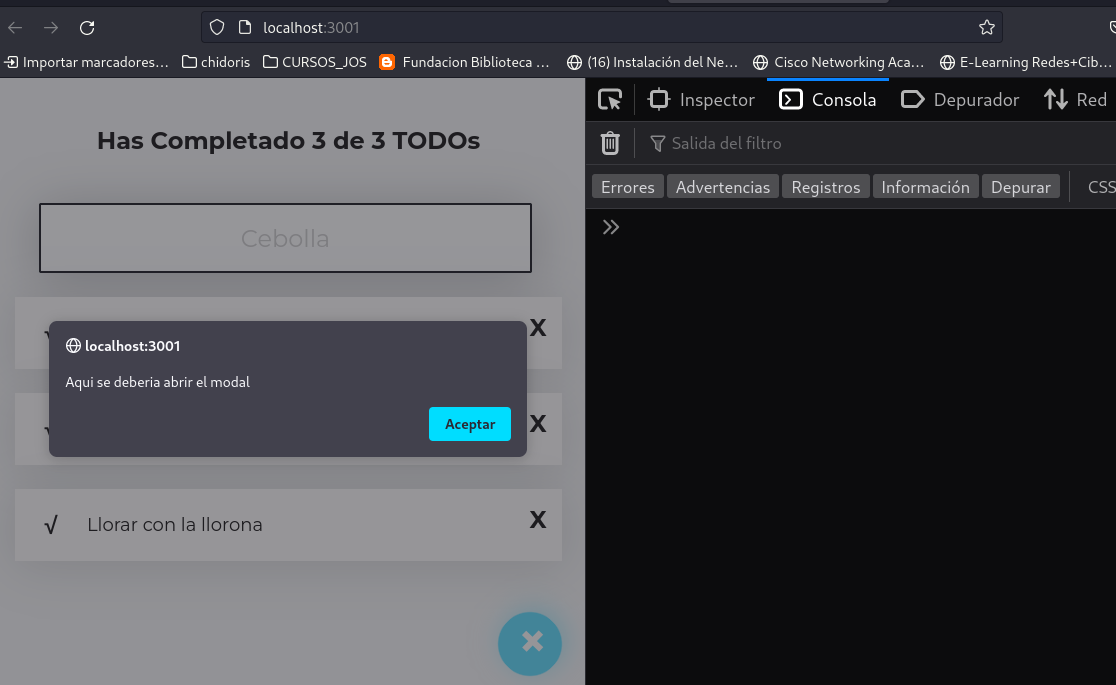 localhost:3001
Importar marcadores... chidoris CURSOS_JOS Fundacion Biblioteca ... (16) Instalación del Ne... Cisco Networking Aca... E-Learning Redes+Cib...
Inspector Consola Depurador Red
Has Completado 3 de 3 TODOs
Salida del filtro
Errores Advertencias Registros Información Depurar CSS
Cebolla
X
localhost:3001
Aqui se deberia abrir el modal
Aceptar
X
√ Llorar con la llorona X